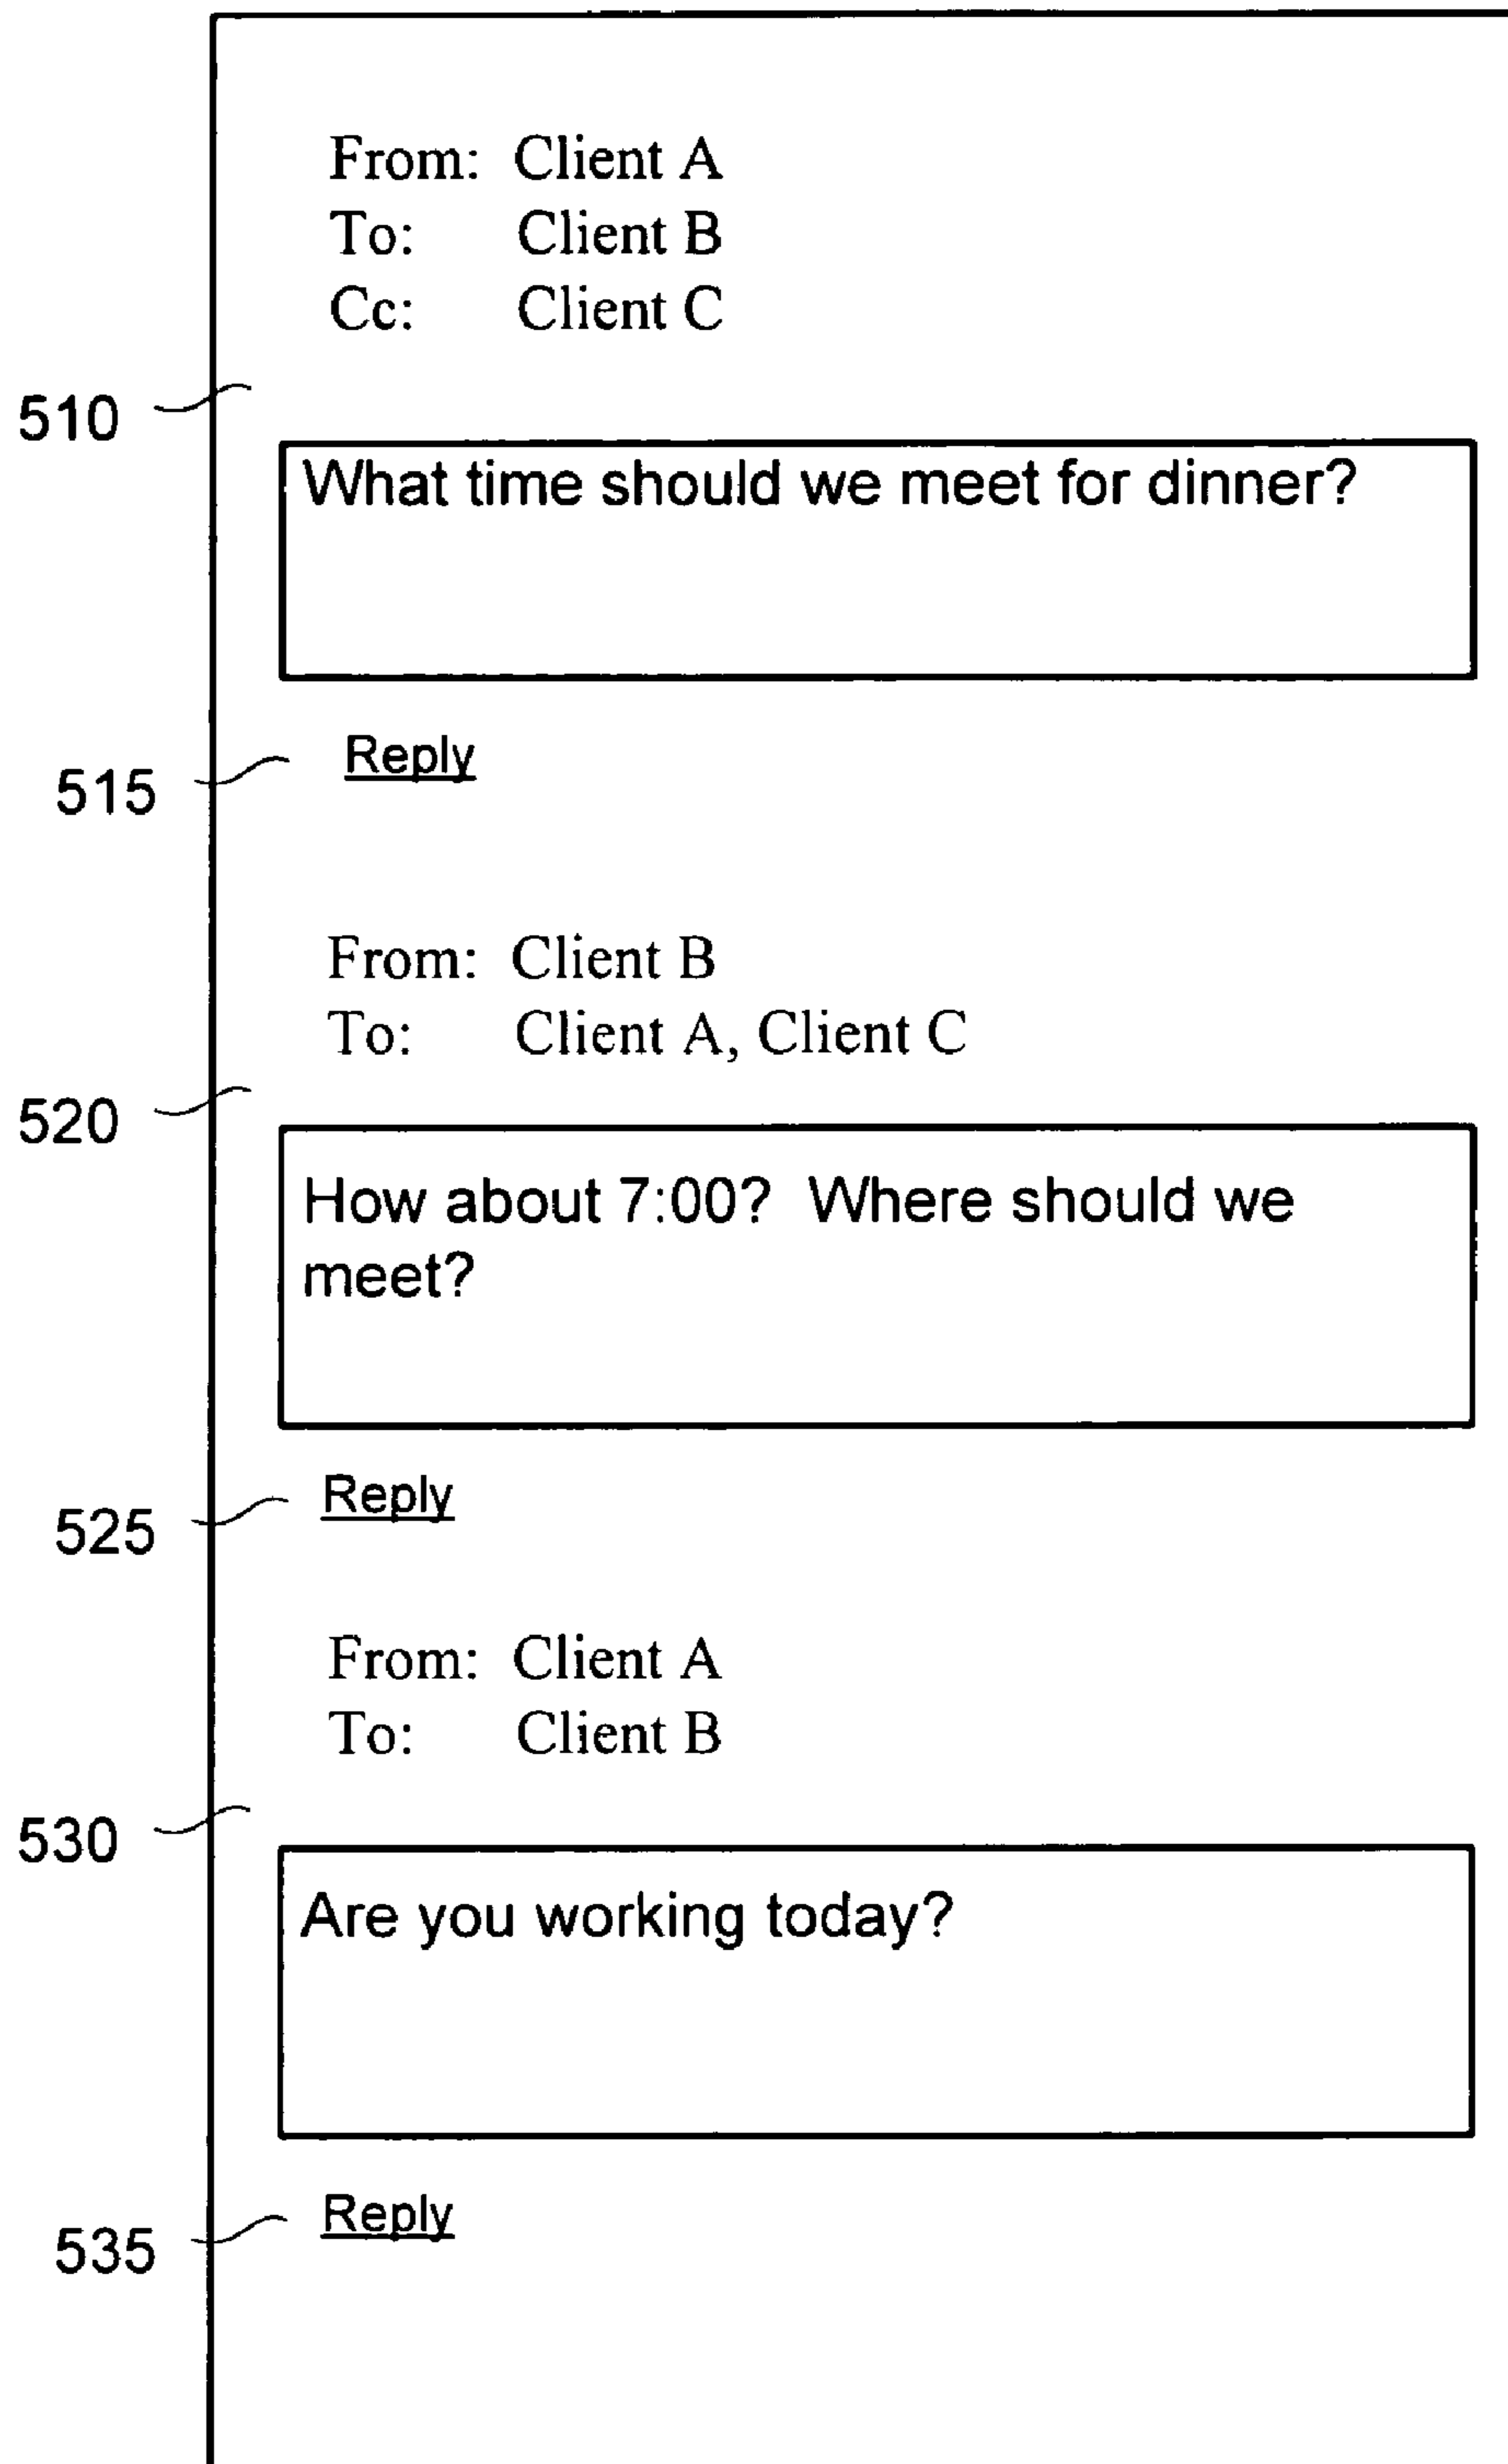 From: Client A
To: Client B
Cc: Client C
510
What time should we meet for dinner?
Reply
515
From: Client B
To: Client A, Client C
520
How about 7:00? Where should we
meet?
Reply
525
From: Client A
To: Client B
530
Are you working today?
Reply
535